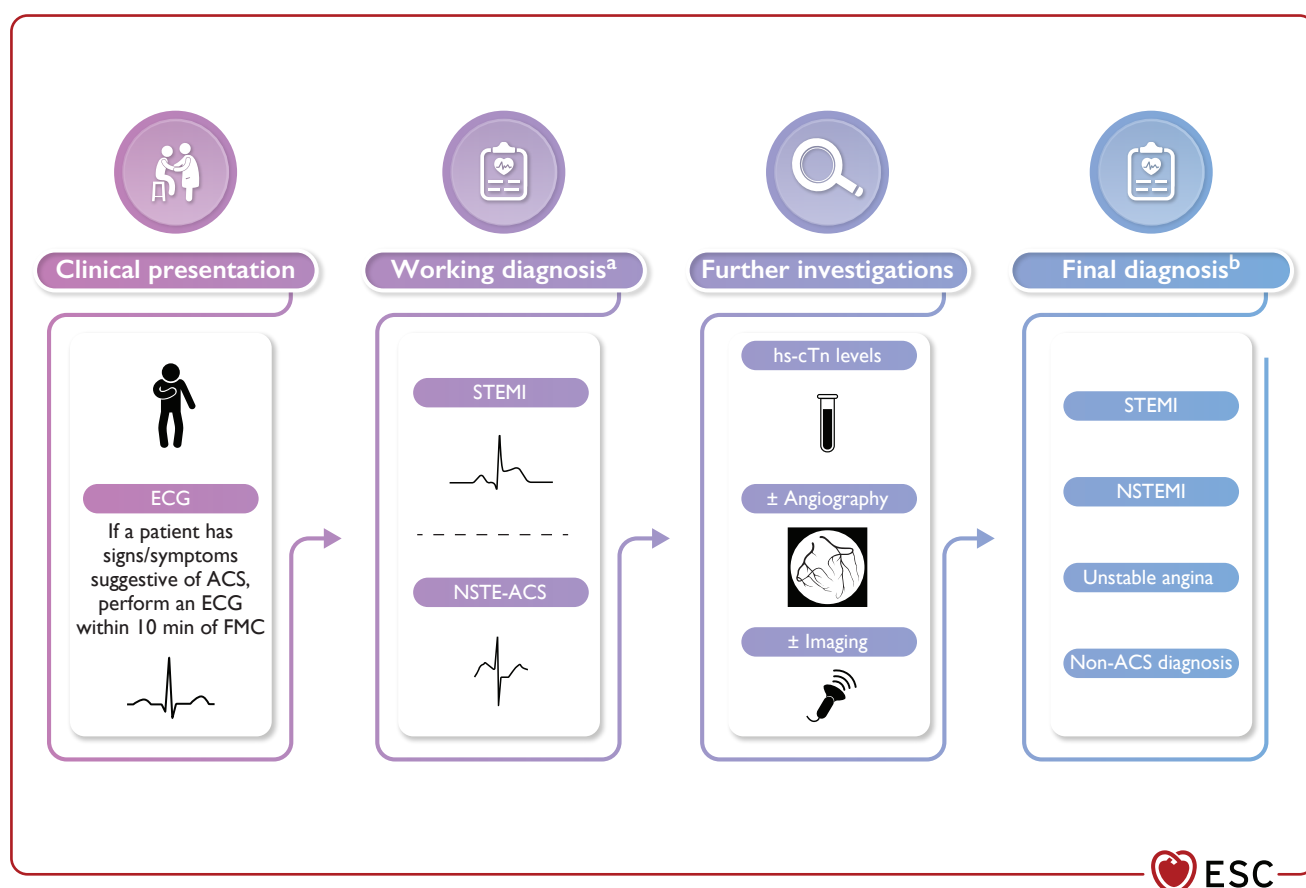 Clinical presentation
ECG
If a patient has
signs/symptoms
suggestive of ACS,
perform an ECG
within 10 min of FMC
Working diagnosisᵃ
STEMI
NSTE-ACS
Further investigations
hs-cTn levels
± Angiography
± Imaging
Final diagnosisᵇ
STEMI
NSTEMI
Unstable angina
Non-ACS diagnosis
ESC